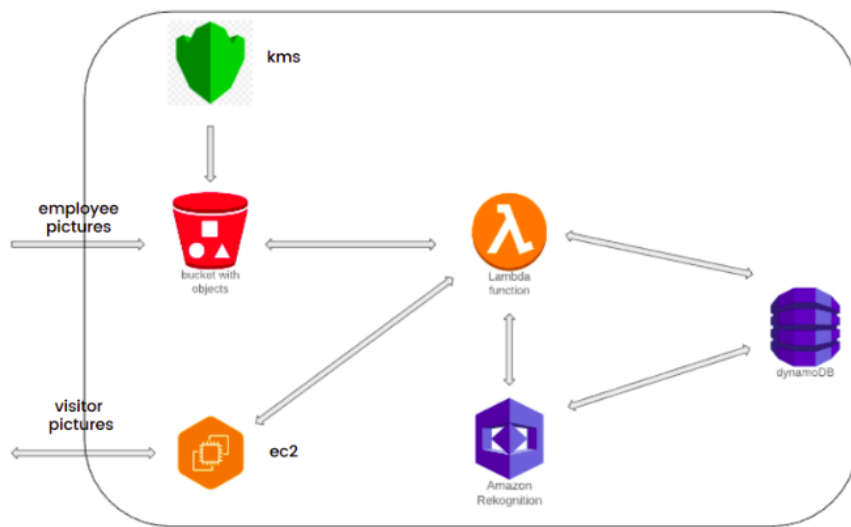 kms
employee
pictures
bucket with
objects
λ
Lambda
function
dynamoDB
visitor
pictures
ec2
Amazon
Rekognition